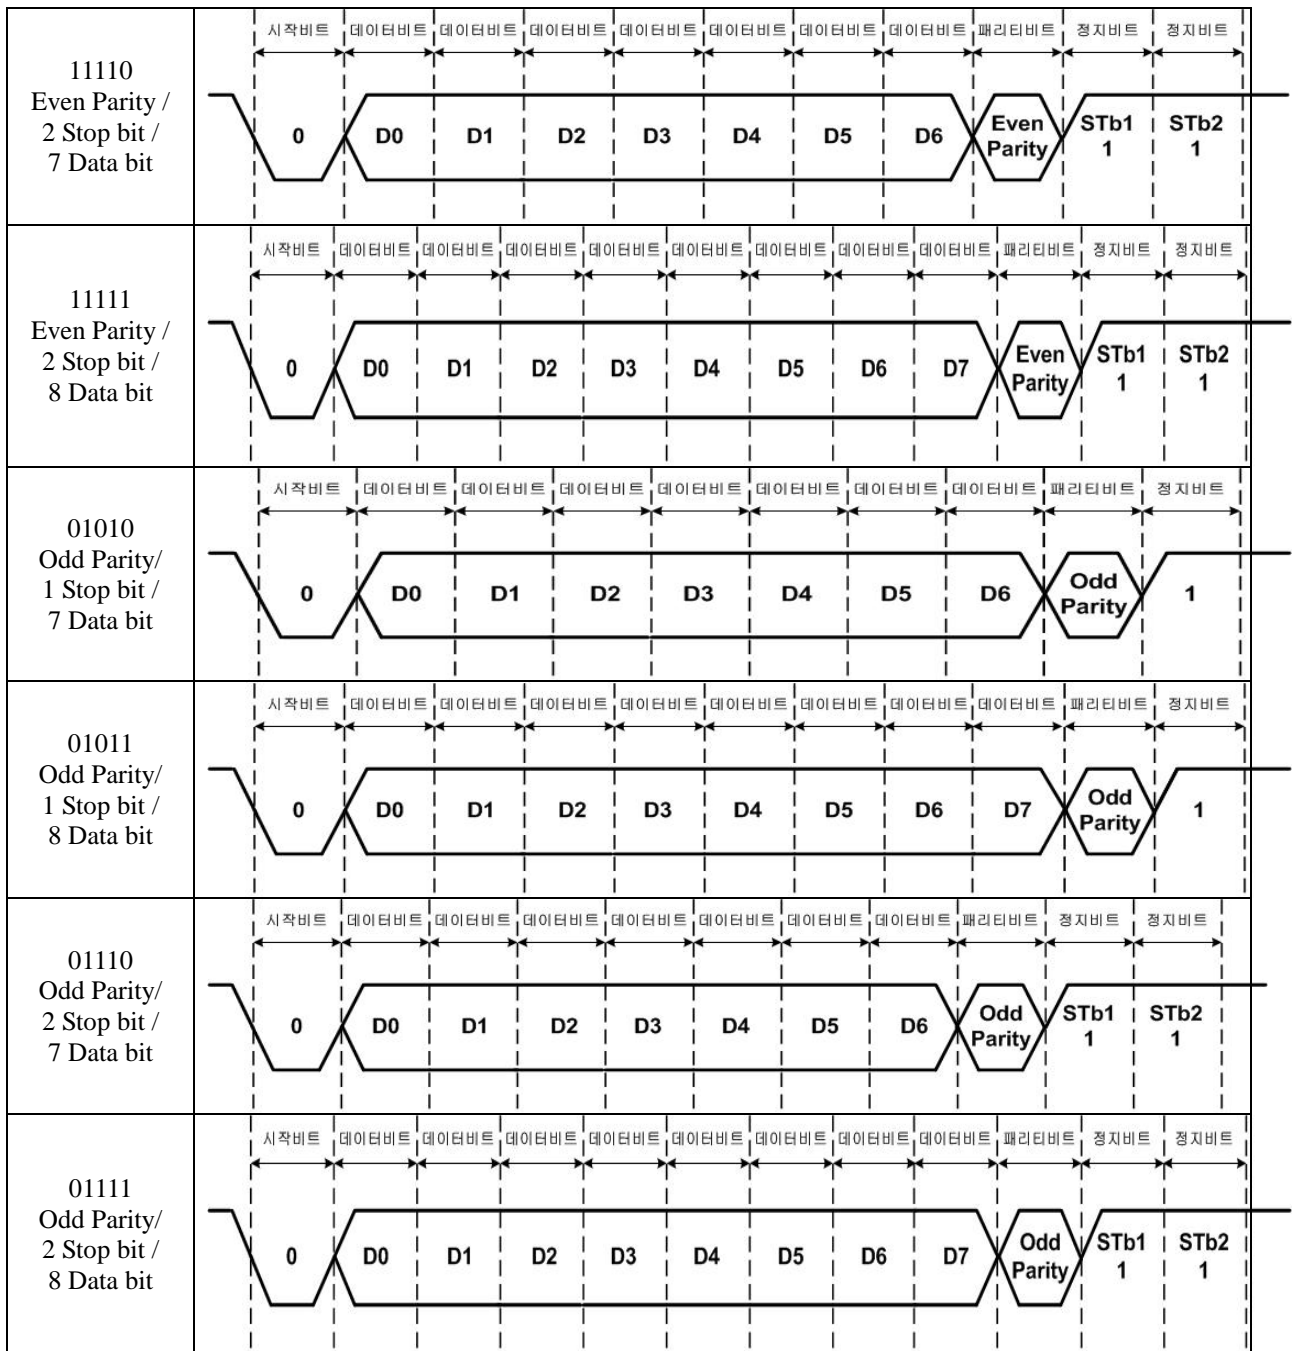 11110
Even Parity /
2 Stop bit /
7 Data bit
시작비트 데이터비트 데이터비트 데이터비트 데이터비트 데이터비트 데이터비트 데이터비트 패리티비트 정지비트 정지비트
0 D0 D1 D2 D3 D4 D5 D6 Even Parity STb1 1 STb2 1
11111
Even Parity /
2 Stop bit /
8 Data bit
시작비트 데이터비트 데이터비트 데이터비트 데이터비트 데이터비트 데이터비트 데이터비트 데이터비트 패리티비트 정지비트 정지비트
0 D0 D1 D2 D3 D4 D5 D6 D7 Even Parity STb1 1 STb2 1
01010
Odd Parity/
1 Stop bit /
7 Data bit
시작비트 데이터비트 데이터비트 데이터비트 데이터비트 데이터비트 데이터비트 데이터비트 패리티비트 정지비트
0 D0 D1 D2 D3 D4 D5 D6 Odd Parity 1
01011
Odd Parity/
1 Stop bit /
8 Data bit
시작비트 데이터비트 데이터비트 데이터비트 데이터비트 데이터비트 데이터비트 데이터비트 데이터비트 패리티비트 정지비트
0 D0 D1 D2 D3 D4 D5 D6 D7 Odd Parity 1
01110
Odd Parity/
2 Stop bit /
7 Data bit
시작비트 데이터비트 데이터비트 데이터비트 데이터비트 데이터비트 데이터비트 데이터비트 패리티비트 정지비트 정지비트
0 D0 D1 D2 D3 D4 D5 D6 Odd Parity STb1 1 STb2 1
01111
Odd Parity/
2 Stop bit /
8 Data bit
시작비트 데이터비트 데이터비트 데이터비트 데이터비트 데이터비트 데이터비트 데이터비트 데이터비트 패리티비트 정지비트 정지비트
0 D0 D1 D2 D3 D4 D5 D6 D7 Odd Parity STb1 1 STb2 1